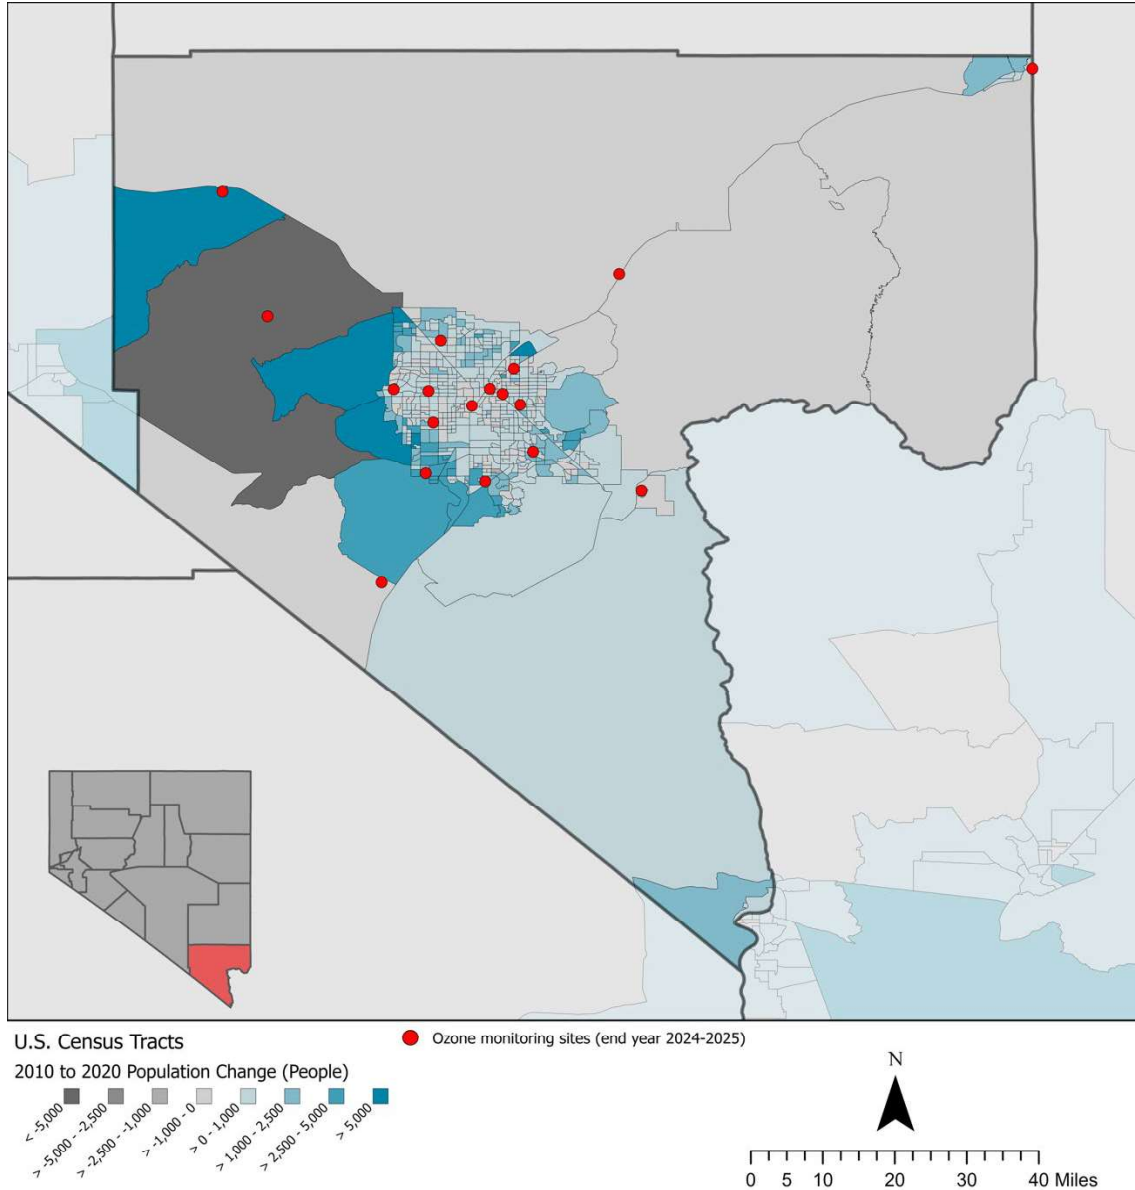 U.S. Census Tracts
Ozone monitoring sites (end year 2024-2025)
2010 to 2020 Population Change (People)
< -5,000
> -5,000 - -2,500
> -2,500 - -1,000
> -1,000 - 0
> 0 - 1,000
> 1,000 - 2,500
> 2,500 - 5,000
> 5,000
N
0 5 10 20 30 40 Miles